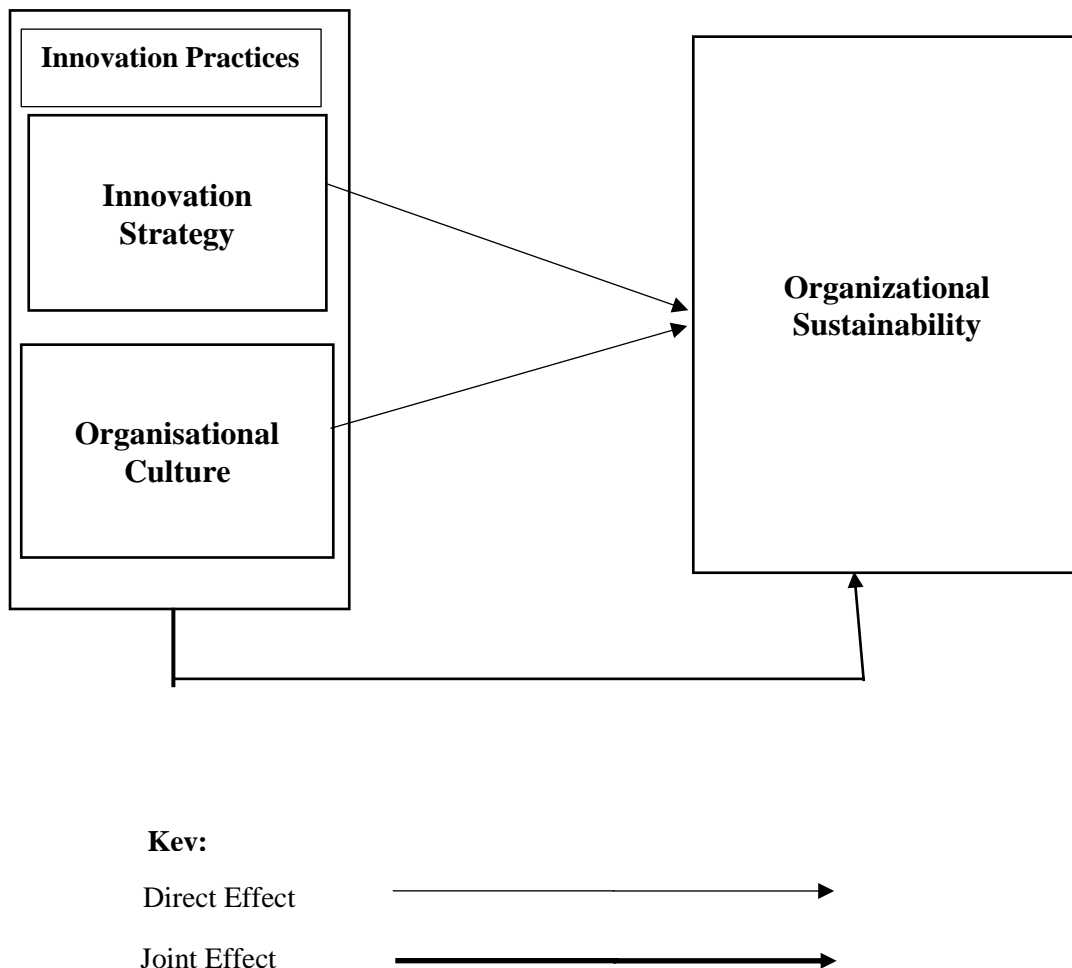 Innovation Practices
Innovation
Strategy
Organisational
Culture
Organizational
Sustainability
Kev:
Direct Effect
Joint Effect